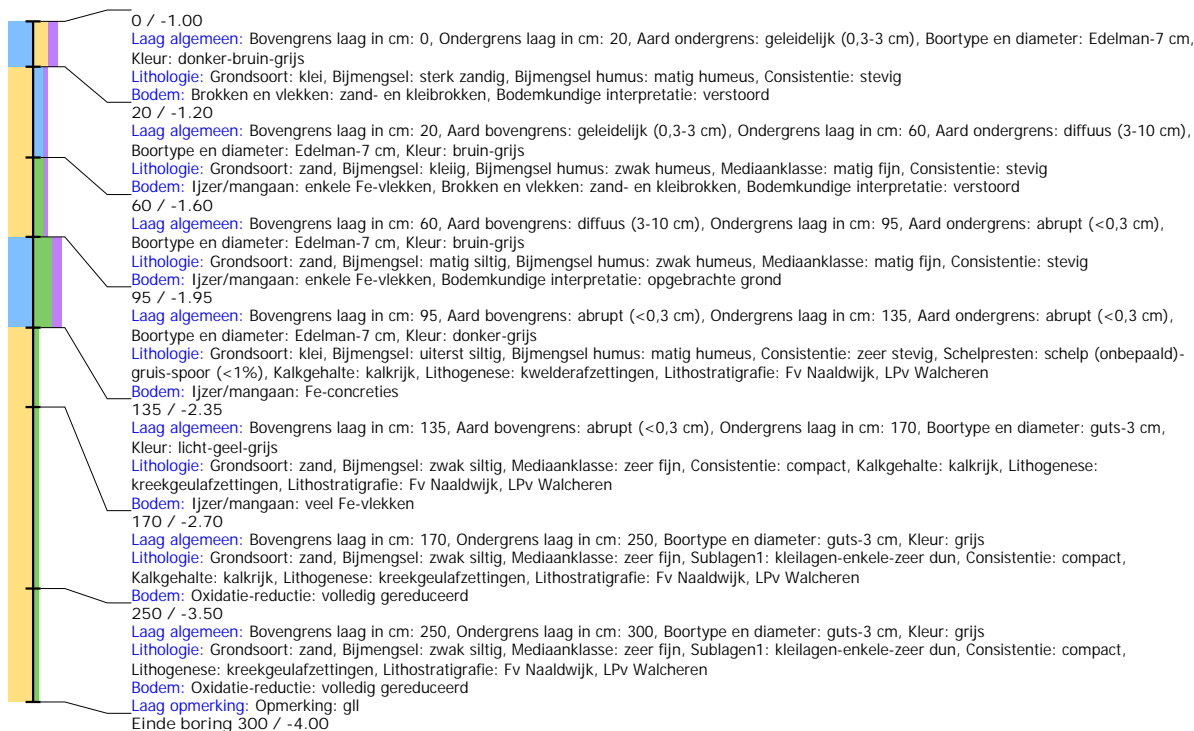 0 / -1.00
Laag algemeen: Bovengrens laag in cm: 0, Ondergrens laag in cm: 20, Aard ondergrens: geleidelijk (0,3-3 cm), Boortype en diameter: Edelman-7 cm,
Kleur: donker-bruin-grijs
Lithologie: Grondsoort: klei, Bijmengsel: sterk zandig, Bijmengsel humus: matig humeus, Consistentie: stevig
Bodem: Brokken en vlekken: zand- en kleibrokken, Bodemkundige interpretatie: verstoord
20 / -1.20
Laag algemeen: Bovengrens laag in cm: 20, Aard bovengrens: geleidelijk (0,3-3 cm), Ondergrens laag in cm: 60, Aard ondergrens: diffuus (3-10 cm),
Boortype en diameter: Edelman-7 cm, Kleur: bruin-grijs
Lithologie: Grondsoort: zand, Bijmengsel: kleiig, Bijmengsel humus: zwak humeus, Mediaanklasse: matig fijn, Consistentie: stevig
Bodem: Ijzer/mangaan: enkele Fe-vlekken, Brokken en vlekken: zand- en kleibrokken, Bodemkundige interpretatie: verstoord
60 / -1.60
Laag algemeen: Bovengrens laag in cm: 60, Aard bovengrens: diffuus (3-10 cm), Ondergrens laag in cm: 95, Aard ondergrens: abrupt (<0,3 cm),
Boortype en diameter: Edelman-7 cm, Kleur: bruin-grijs
Lithologie: Grondsoort: zand, Bijmengsel: matig siltig, Bijmengsel humus: zwak humeus, Mediaanklasse: matig fijn, Consistentie: stevig
Bodem: Ijzer/mangaan: enkele Fe-vlekken, Bodemkundige interpretatie: opgebrachte grond
95 / -1.95
Laag algemeen: Bovengrens laag in cm: 95, Aard bovengrens: abrupt (<0,3 cm), Ondergrens laag in cm: 135, Aard ondergrens: abrupt (<0,3 cm),
Boortype en diameter: Edelman-7 cm, Kleur: donker-grijs
Lithologie: Grondsoort: klei, Bijmengsel: uiterst siltig, Bijmengsel humus: matig humeus, Consistentie: zeer stevig, Schelpresten: schelp (onbepaald)-
gruis-spoor (<1%), Kalkgehalte: kalkrijk, Lithogenese: kwelderafzettingen, Lithostratigrafie: Fv Naaldwijk, LPv Walcheren
Bodem: Ijzer/mangaan: Fe-concreties
135 / -2.35
Laag algemeen: Bovengrens laag in cm: 135, Aard bovengrens: abrupt (<0,3 cm), Ondergrens laag in cm: 170, Boortype en diameter: guts-3 cm,
Kleur: licht-geel-grijs
Lithologie: Grondsoort: zand, Bijmengsel: zwak siltig, Mediaanklasse: zeer fijn, Consistentie: compact, Kalkgehalte: kalkrijk, Lithogenese:
kreekgeulafzettingen, Lithostratigrafie: Fv Naaldwijk, LPv Walcheren
Bodem: Ijzer/mangaan: veel Fe-vlekken
170 / -2.70
Laag algemeen: Bovengrens laag in cm: 170, Ondergrens laag in cm: 250, Boortype en diameter: guts-3 cm, Kleur: grijs
Lithologie: Grondsoort: zand, Bijmengsel: zwak siltig, Mediaanklasse: zeer fijn, Sublagen1: kleilagen-enkele-zeer dun, Consistentie: compact,
Kalkgehalte: kalkrijk, Lithogenese: kreekgeulafzettingen, Lithostratigrafie: Fv Naaldwijk, LPv Walcheren
Bodem: Oxidatie-reductie: volledig gereduceerd
250 / -3.50
Laag algemeen: Bovengrens laag in cm: 250, Ondergrens laag in cm: 300, Boortype en diameter: guts-3 cm, Kleur: grijs
Lithologie: Grondsoort: zand, Bijmengsel: zwak siltig, Mediaanklasse: zeer fijn, Sublagen1: kleilagen-enkele-zeer dun, Consistentie: compact,
Lithogenese: kreekgeulafzettingen, Lithostratigrafie: Fv Naaldwijk, LPv Walcheren
Bodem: Oxidatie-reductie: volledig gereduceerd
Laag opmerking: Opmerking: gll
Einde boring 300 / -4.00